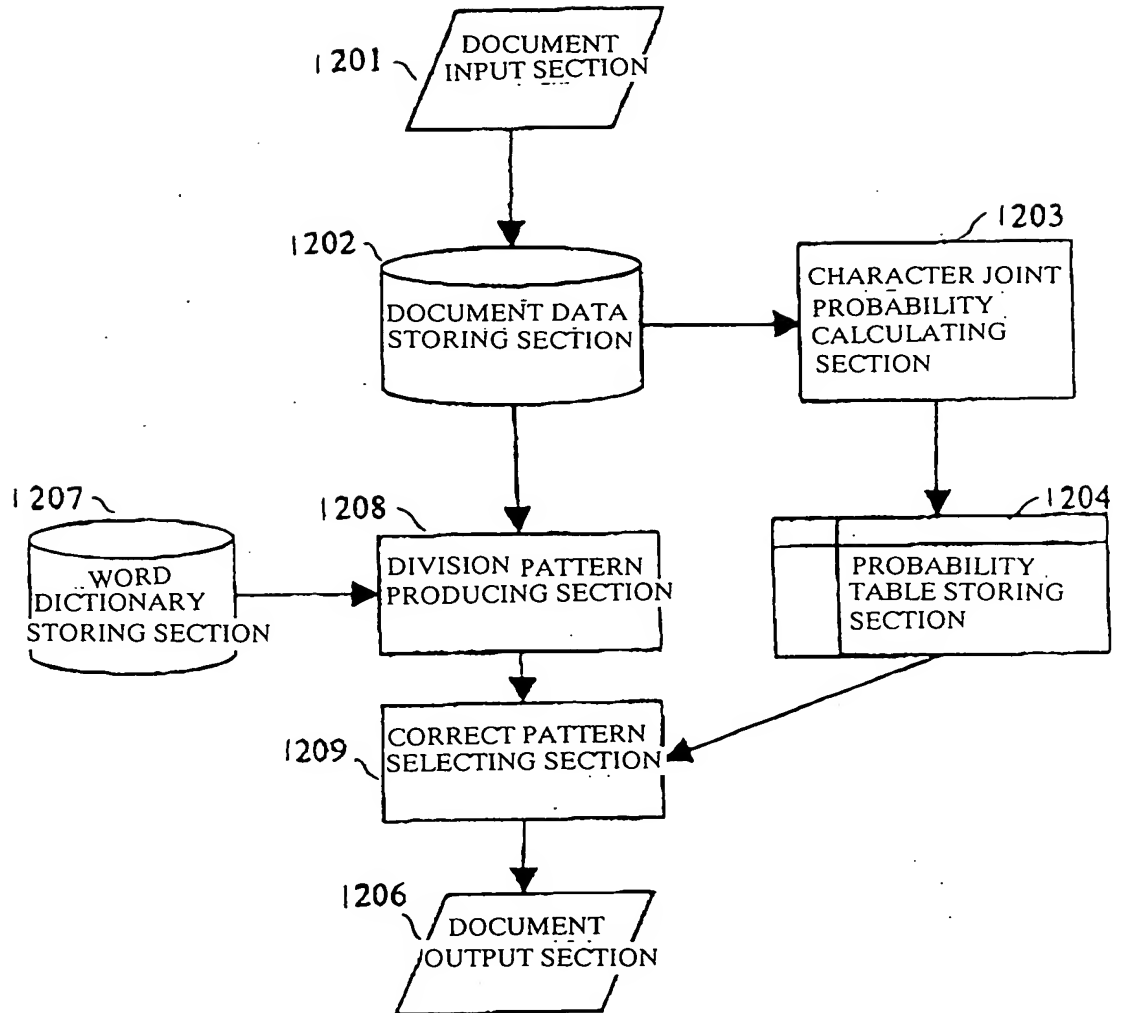 1201
DOCUMENT
INPUT SECTION
1202
DOCUMENT DATA
STORING SECTION
1203
CHARACTER JOINT
PROBABILITY
CALCULATING
SECTION
1207
WORD
DICTIONARY
STORING SECTION
1208
DIVISION PATTERN
PRODUCING SECTION
1204
PROBABILITY
TABLE STORING
SECTION
1209
CORRECT PATTERN
SELECTING SECTION
1206
DOCUMENT
OUTPUT SECTION